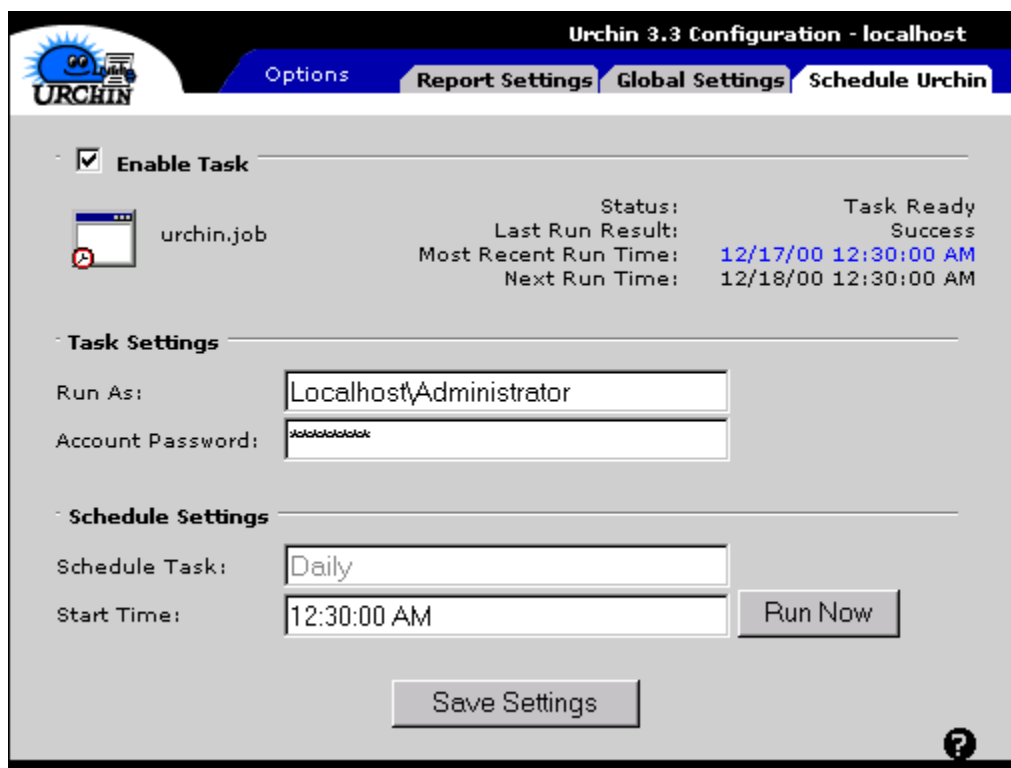 Urchin 3.3 Configuration - localhost
URCHIN
Options
Report Settings
Global Settings
Schedule Urchin
Enable Task
urchin.job
Status: Task Ready
Last Run Result: Success
Most Recent Run Time: 12/17/00 12:30:00 AM
Next Run Time: 12/18/00 12:30:00 AM
Task Settings
Run As: Localhost\Administrator
Account Password: ********
Schedule Settings
Schedule Task: Daily
Start Time: 12:30:00 AM
Run Now
Save Settings
?